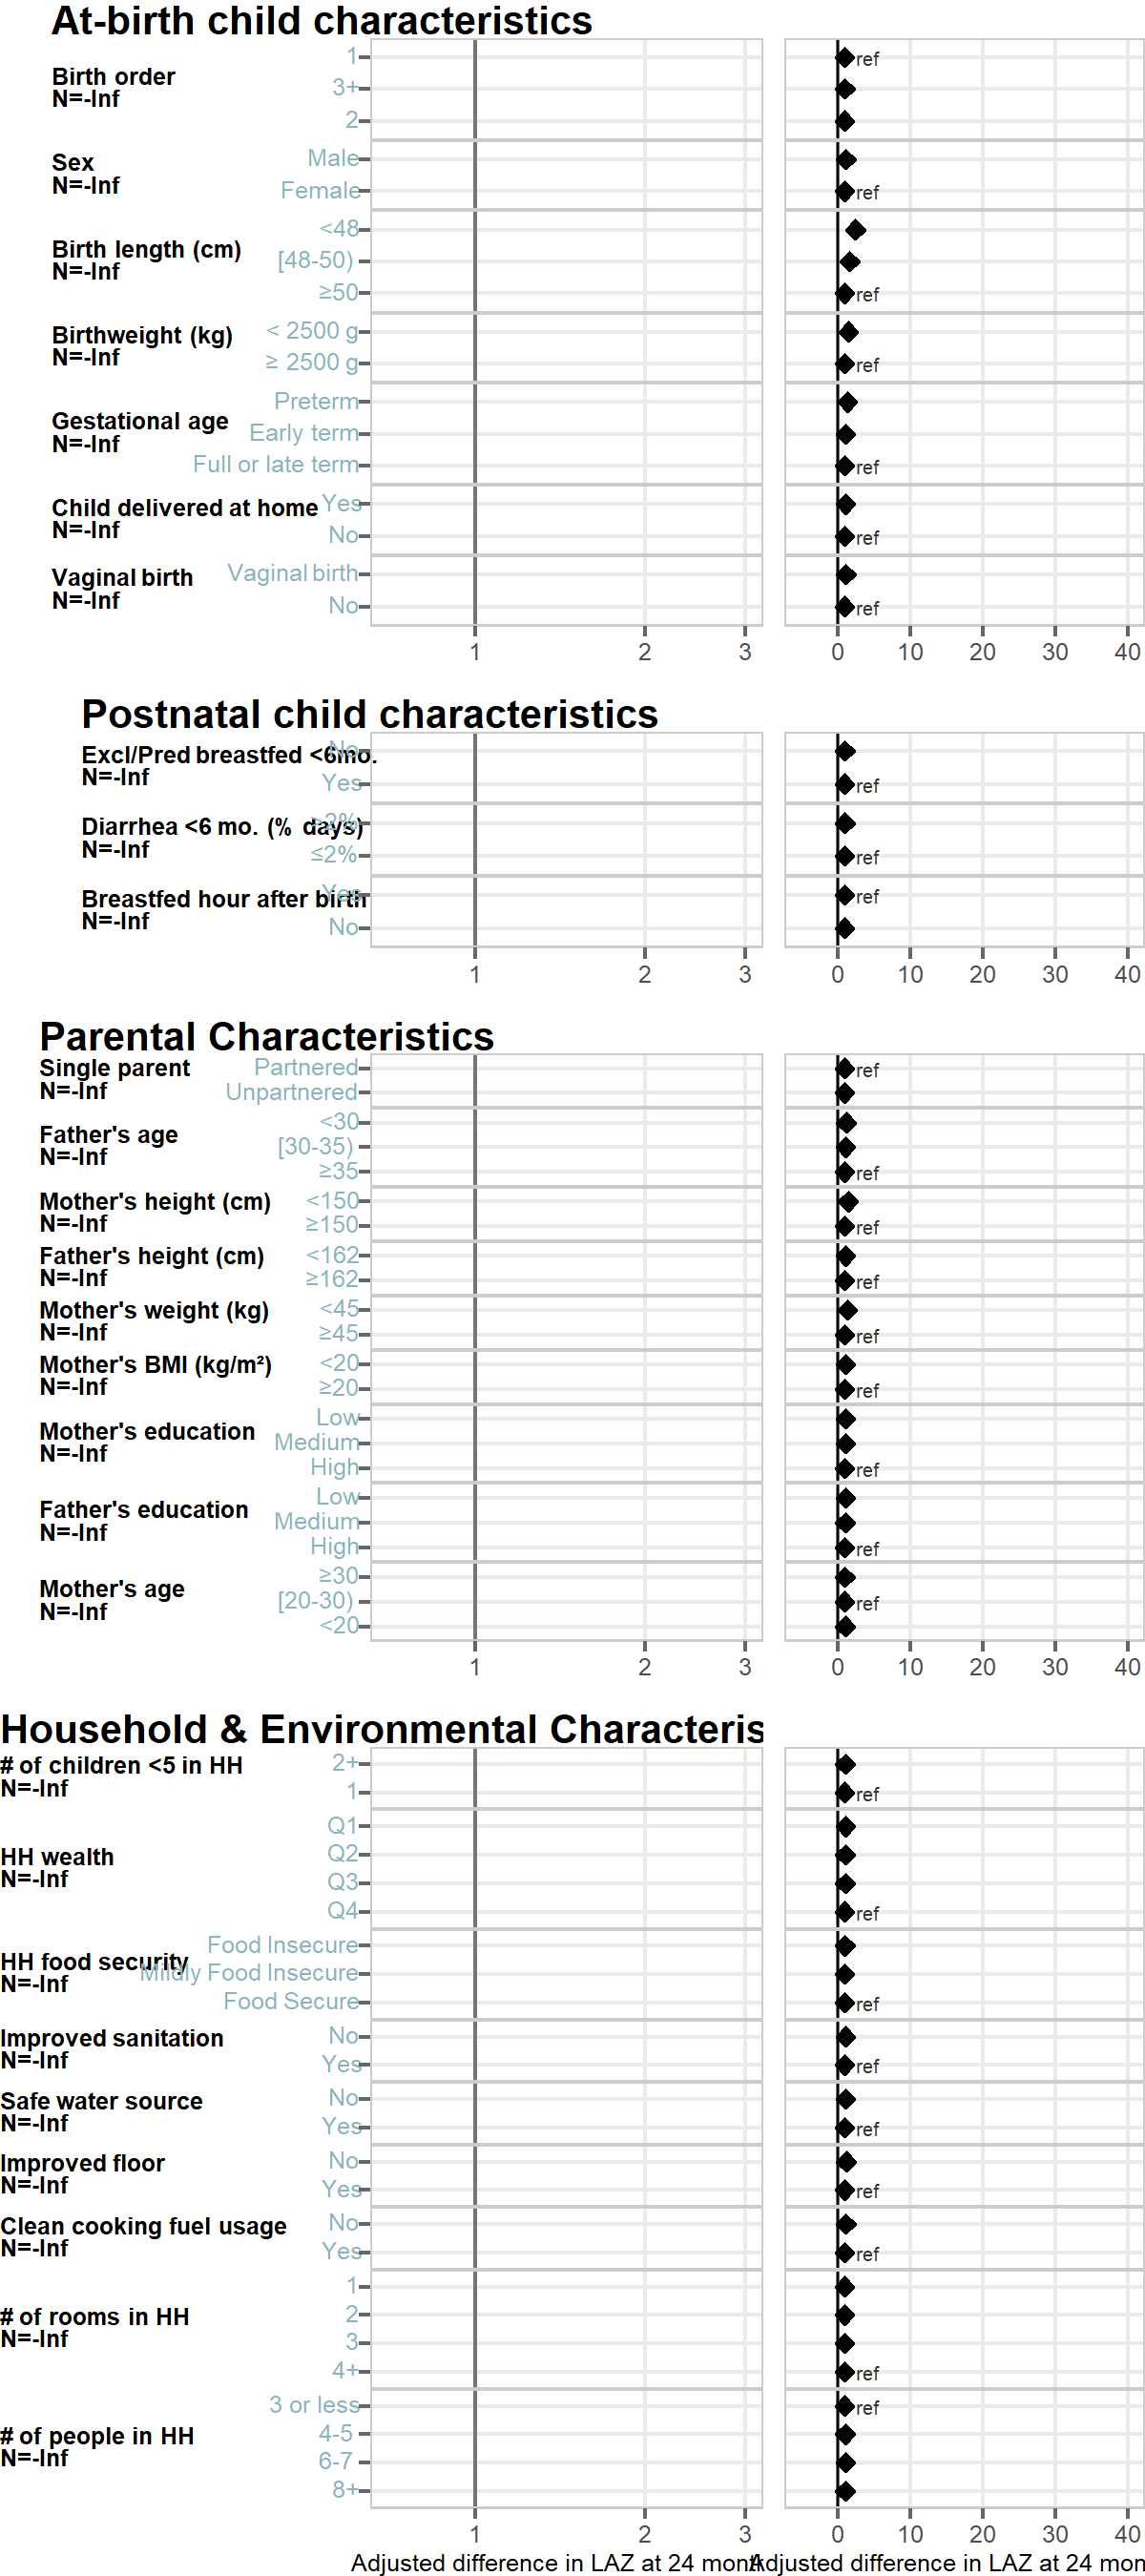 At-birth child characteristics
Birth order
N=-Inf
1
3+
2
ref
Sex
N=-Inf
Male
Female
ref
Birth length (cm)
N=-Inf
<48
[48-50)
≥50
ref
Birthweight (kg)
N=-Inf
< 2500 g
≥ 2500 g
ref
Gestational age
N=-Inf
Preterm
Early term
Full or late term
ref
Child delivered at home
N=-Inf
Yes
No
ref
Vaginal birth
N=-Inf
Vaginal birth
No
ref
1 2 3 0 10 20 30 40
Postnatal child characteristics
Excl/Pred breastfed <6mo.
N=-Inf
No
Yes
ref
Diarrhea <6 mo. (% days)
N=-Inf
>2%
≤2%
ref
Breastfed hour after birth
N=-Inf
Yes
No
ref
1 2 3 0 10 20 30 40
Parental Characteristics
Single parent
N=-Inf
Partnered
Unpartnered
ref
Father's age
N=-Inf
<30
[30-35)
≥35
ref
Mother's height (cm)
N=-Inf
<150
≥150
ref
Father's height (cm)
N=-Inf
<162
≥162
ref
Mother's weight (kg)
N=-Inf
<45
≥45
ref
Mother's BMI (kg/m²)
N=-Inf
<20
≥20
ref
Mother's education
N=-Inf
Low
Medium
High
ref
Father's education
N=-Inf
Low
Medium
High
ref
Mother's age
N=-Inf
≥30
[20-30)
<20
ref
1 2 3 0 10 20 30 40
Household & Environmental Characteris
# of children <5 in HH
N=-Inf
2+
1
ref
HH wealth
N=-Inf
Q1
Q2
Q3
Q4
ref
HH food security
N=-Inf
Food Insecure
Mildly Food Insecure
Food Secure
ref
Improved sanitation
N=-Inf
No
Yes
ref
Safe water source
N=-Inf
No
Yes
ref
Improved floor
N=-Inf
No
Yes
ref
Clean cooking fuel usage
N=-Inf
No
Yes
ref
# of rooms in HH
N=-Inf
1
2
3
4+
ref
# of people in HH
N=-Inf
3 or less
4-5
6-7
8+
ref
1 2 3 0 10 20 30 40
Adjusted difference in LAZ at 24 mont
Adjusted difference in LAZ at 24 mon